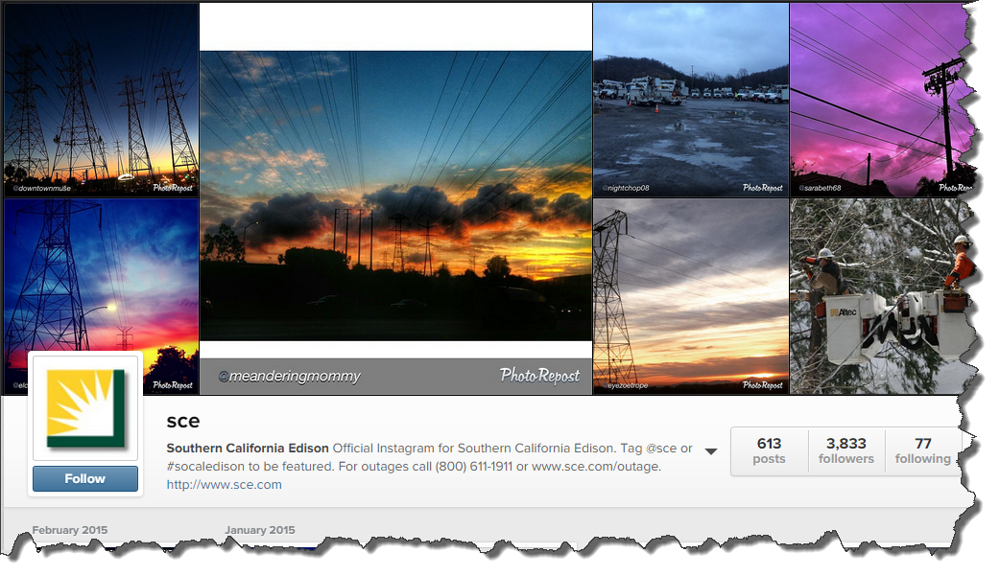 @downtownmuse
PhotoRepost
@meanderingmommy
PhotoRepost
@nightchop08
PhotoRepost
@sarabeth68
PhotoRepost
PhotoRepost
eyezoetrope
PhotoRepost
Altec
Follow
sce
Southern California Edison Official Instagram for Southern California Edison. Tag @sce or
#socaledison to be featured. For outages call (800) 611-1911 or www.sce.com/outage.
http://www.sce.com
613
posts
3,833
followers
77
following
February 2015
January 2015